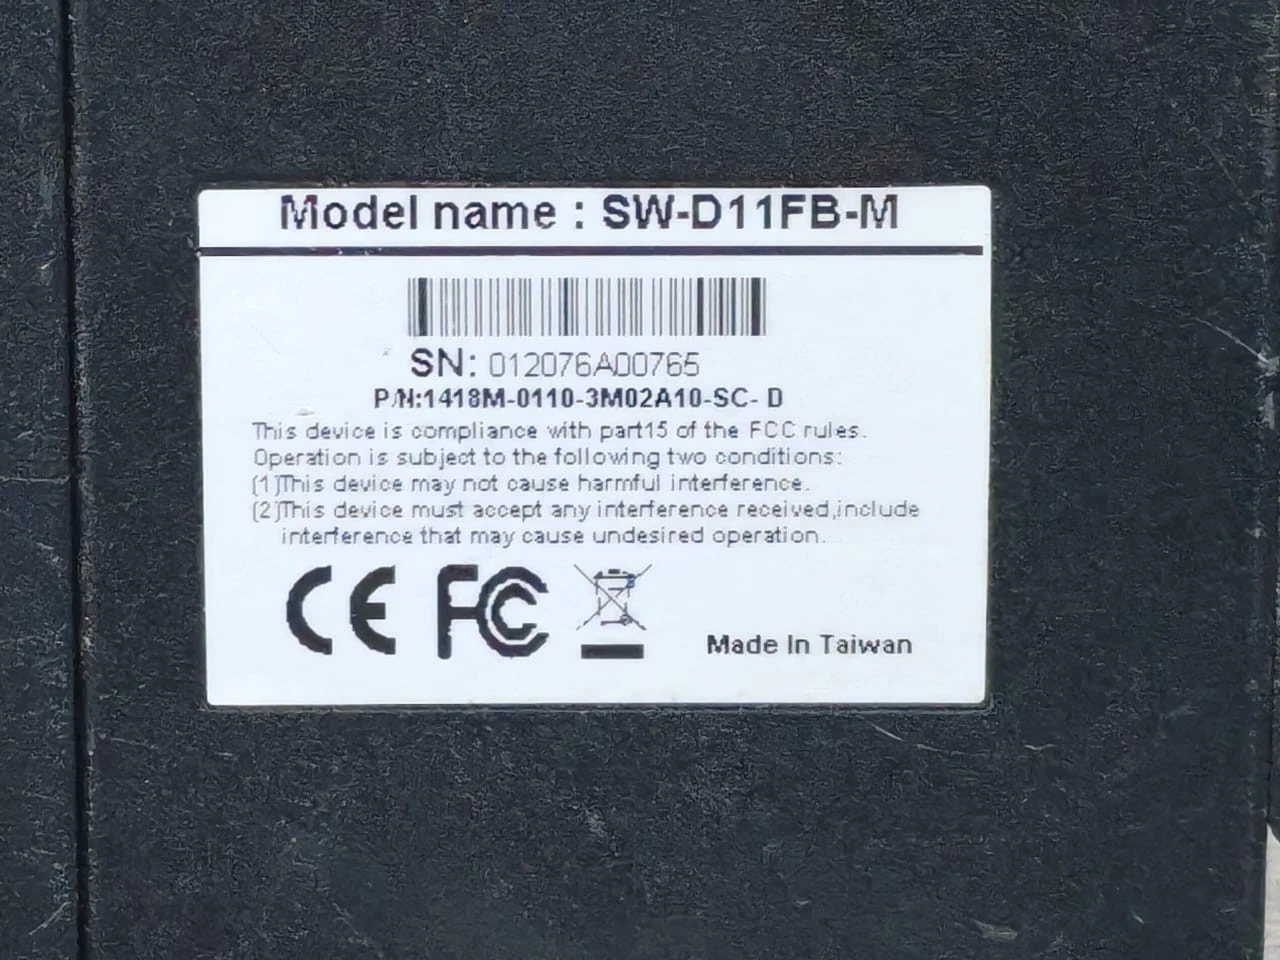 Model name : SW-D11FB-M
SN: 012076A00765
P/N:1418M-0110-3M02A10-SC- D
This device is compliance with part15 of the FCC rules.
Operation is subject to the following two conditions:
(1)This device may not cause harmful interference.
(2)This device must accept any interference received,include
interference that may cause undesired operation.
CE FC
Made In Taiwan